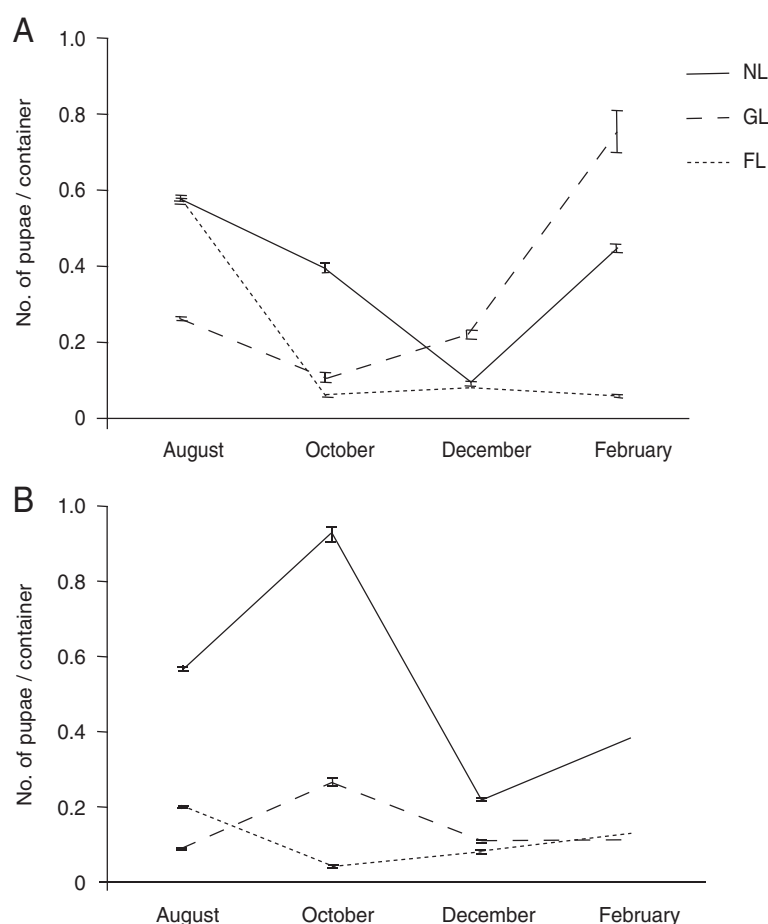 A
No. of pupae / container
1.0
0.8
0.6
0.4
0.2
0
August October December February
NL
GL
FL
B
No. of pupae / container
1.0
0.8
0.6
0.4
0.2
0
August October December February